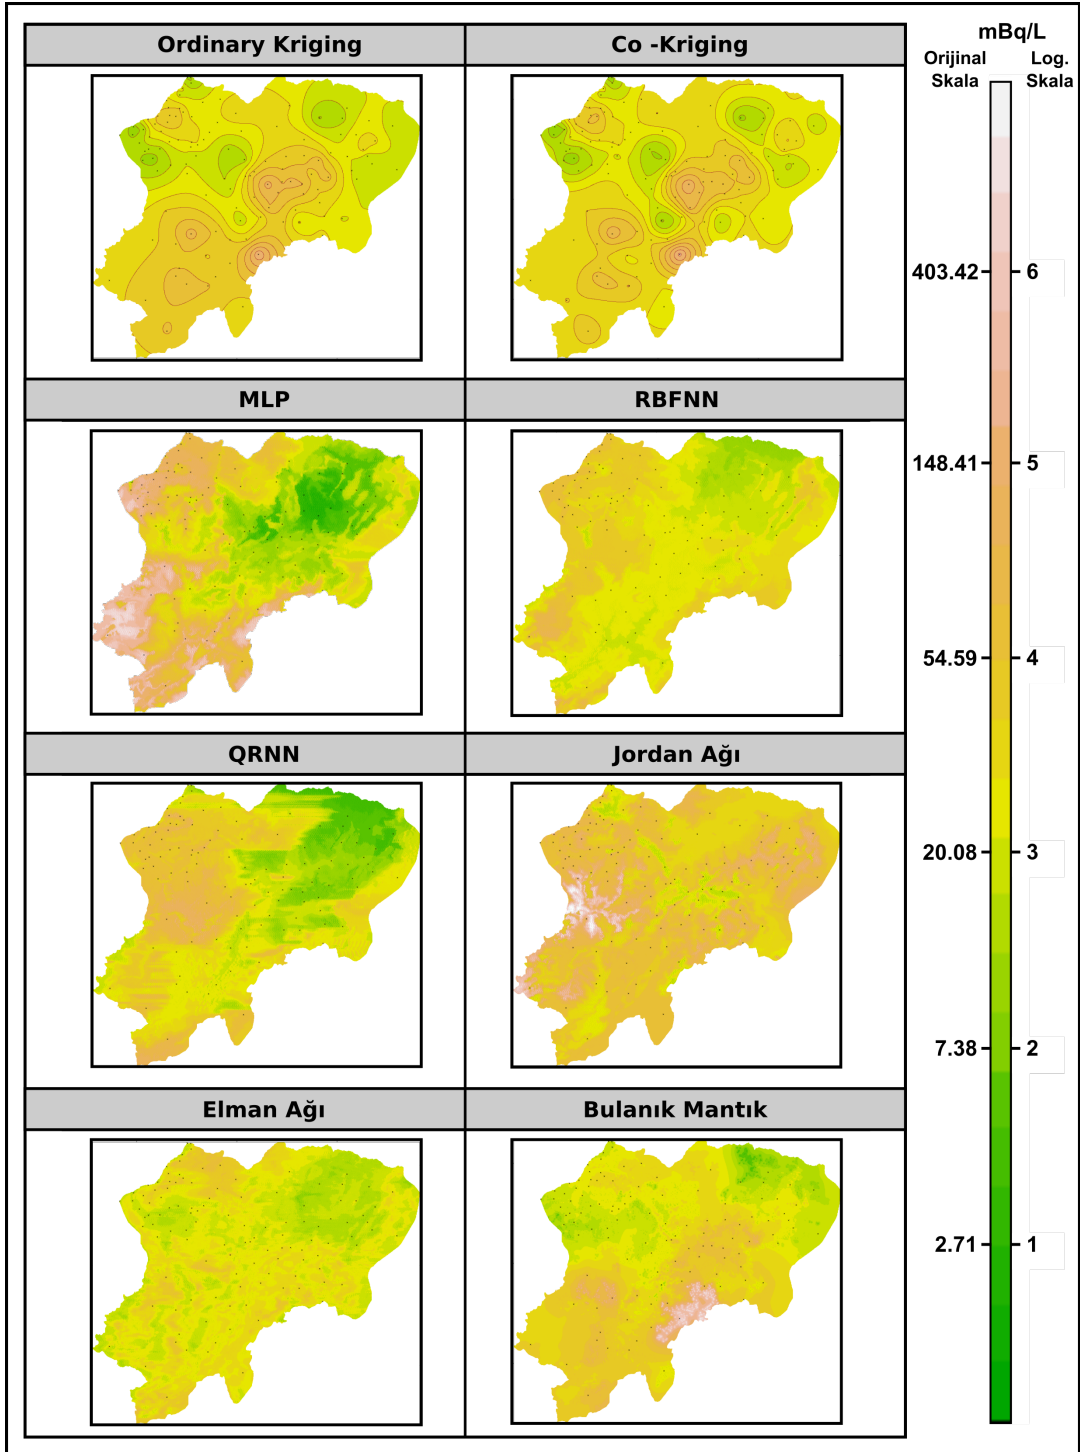 Ordinary Kriging
Co -Kriging
mBq/L
Orijinal
Skala
Log.
Skala
403.42
6
MLP
RBFNN
148.41
5
54.59
4
QRNN
Jordan Ağı
20.08
3
7.38
2
Elman Ağı
Bulanık Mantık
2.71
1